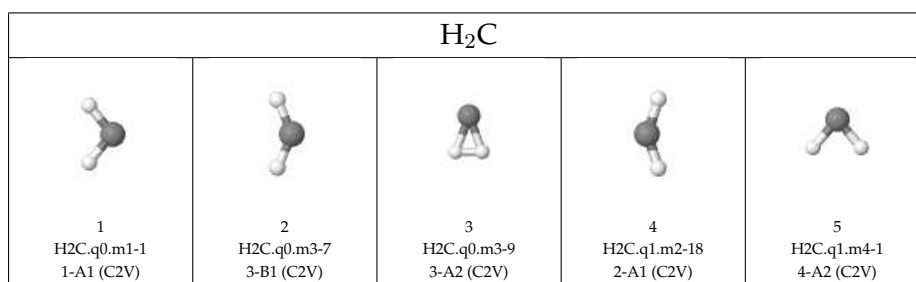 H₂C
1 2 3 4 5
H2C.q0.m1-1 H2C.q0.m3-7 H2C.q0.m3-9 H2C.q1.m2-18 H2C.q1.m4-1
1-A1 (C2V) 3-B1 (C2V) 3-A2 (C2V) 2-A1 (C2V) 4-A2 (C2V)